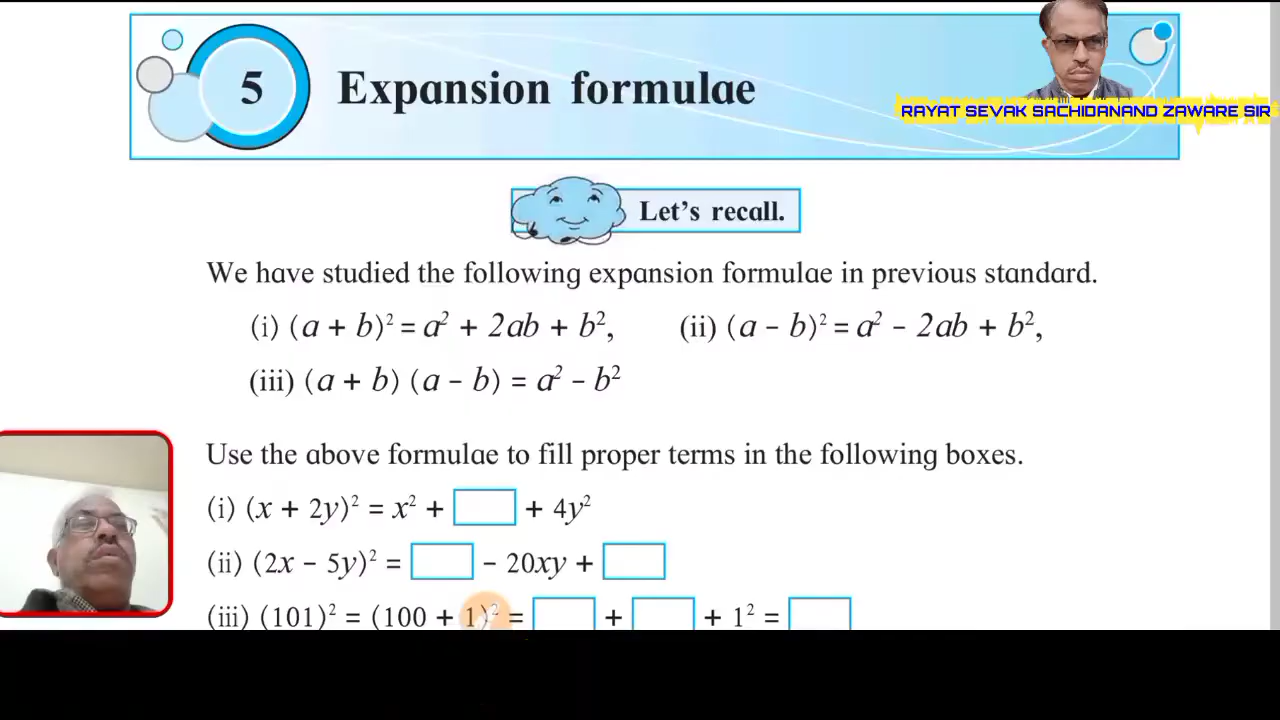 5 Expansion formulae
RAYAT SEVAK SACHIDANAND ZAWARE SIR
Let's recall.
We have studied the following expansion formulae in previous standard.
(i) (a + b)² = a² + 2ab + b², (ii) (a - b)² = a² - 2ab + b²,
(iii) (a + b) (a - b) = a² - b²
Use the above formulae to fill proper terms in the following boxes.
(i) (x + 2y)² = x² + □ + 4y²
(ii) (2x - 5y)² = □ - 20xy + □
(iii) (101)² = (100 + 1)² = □ + □ + 1² = □